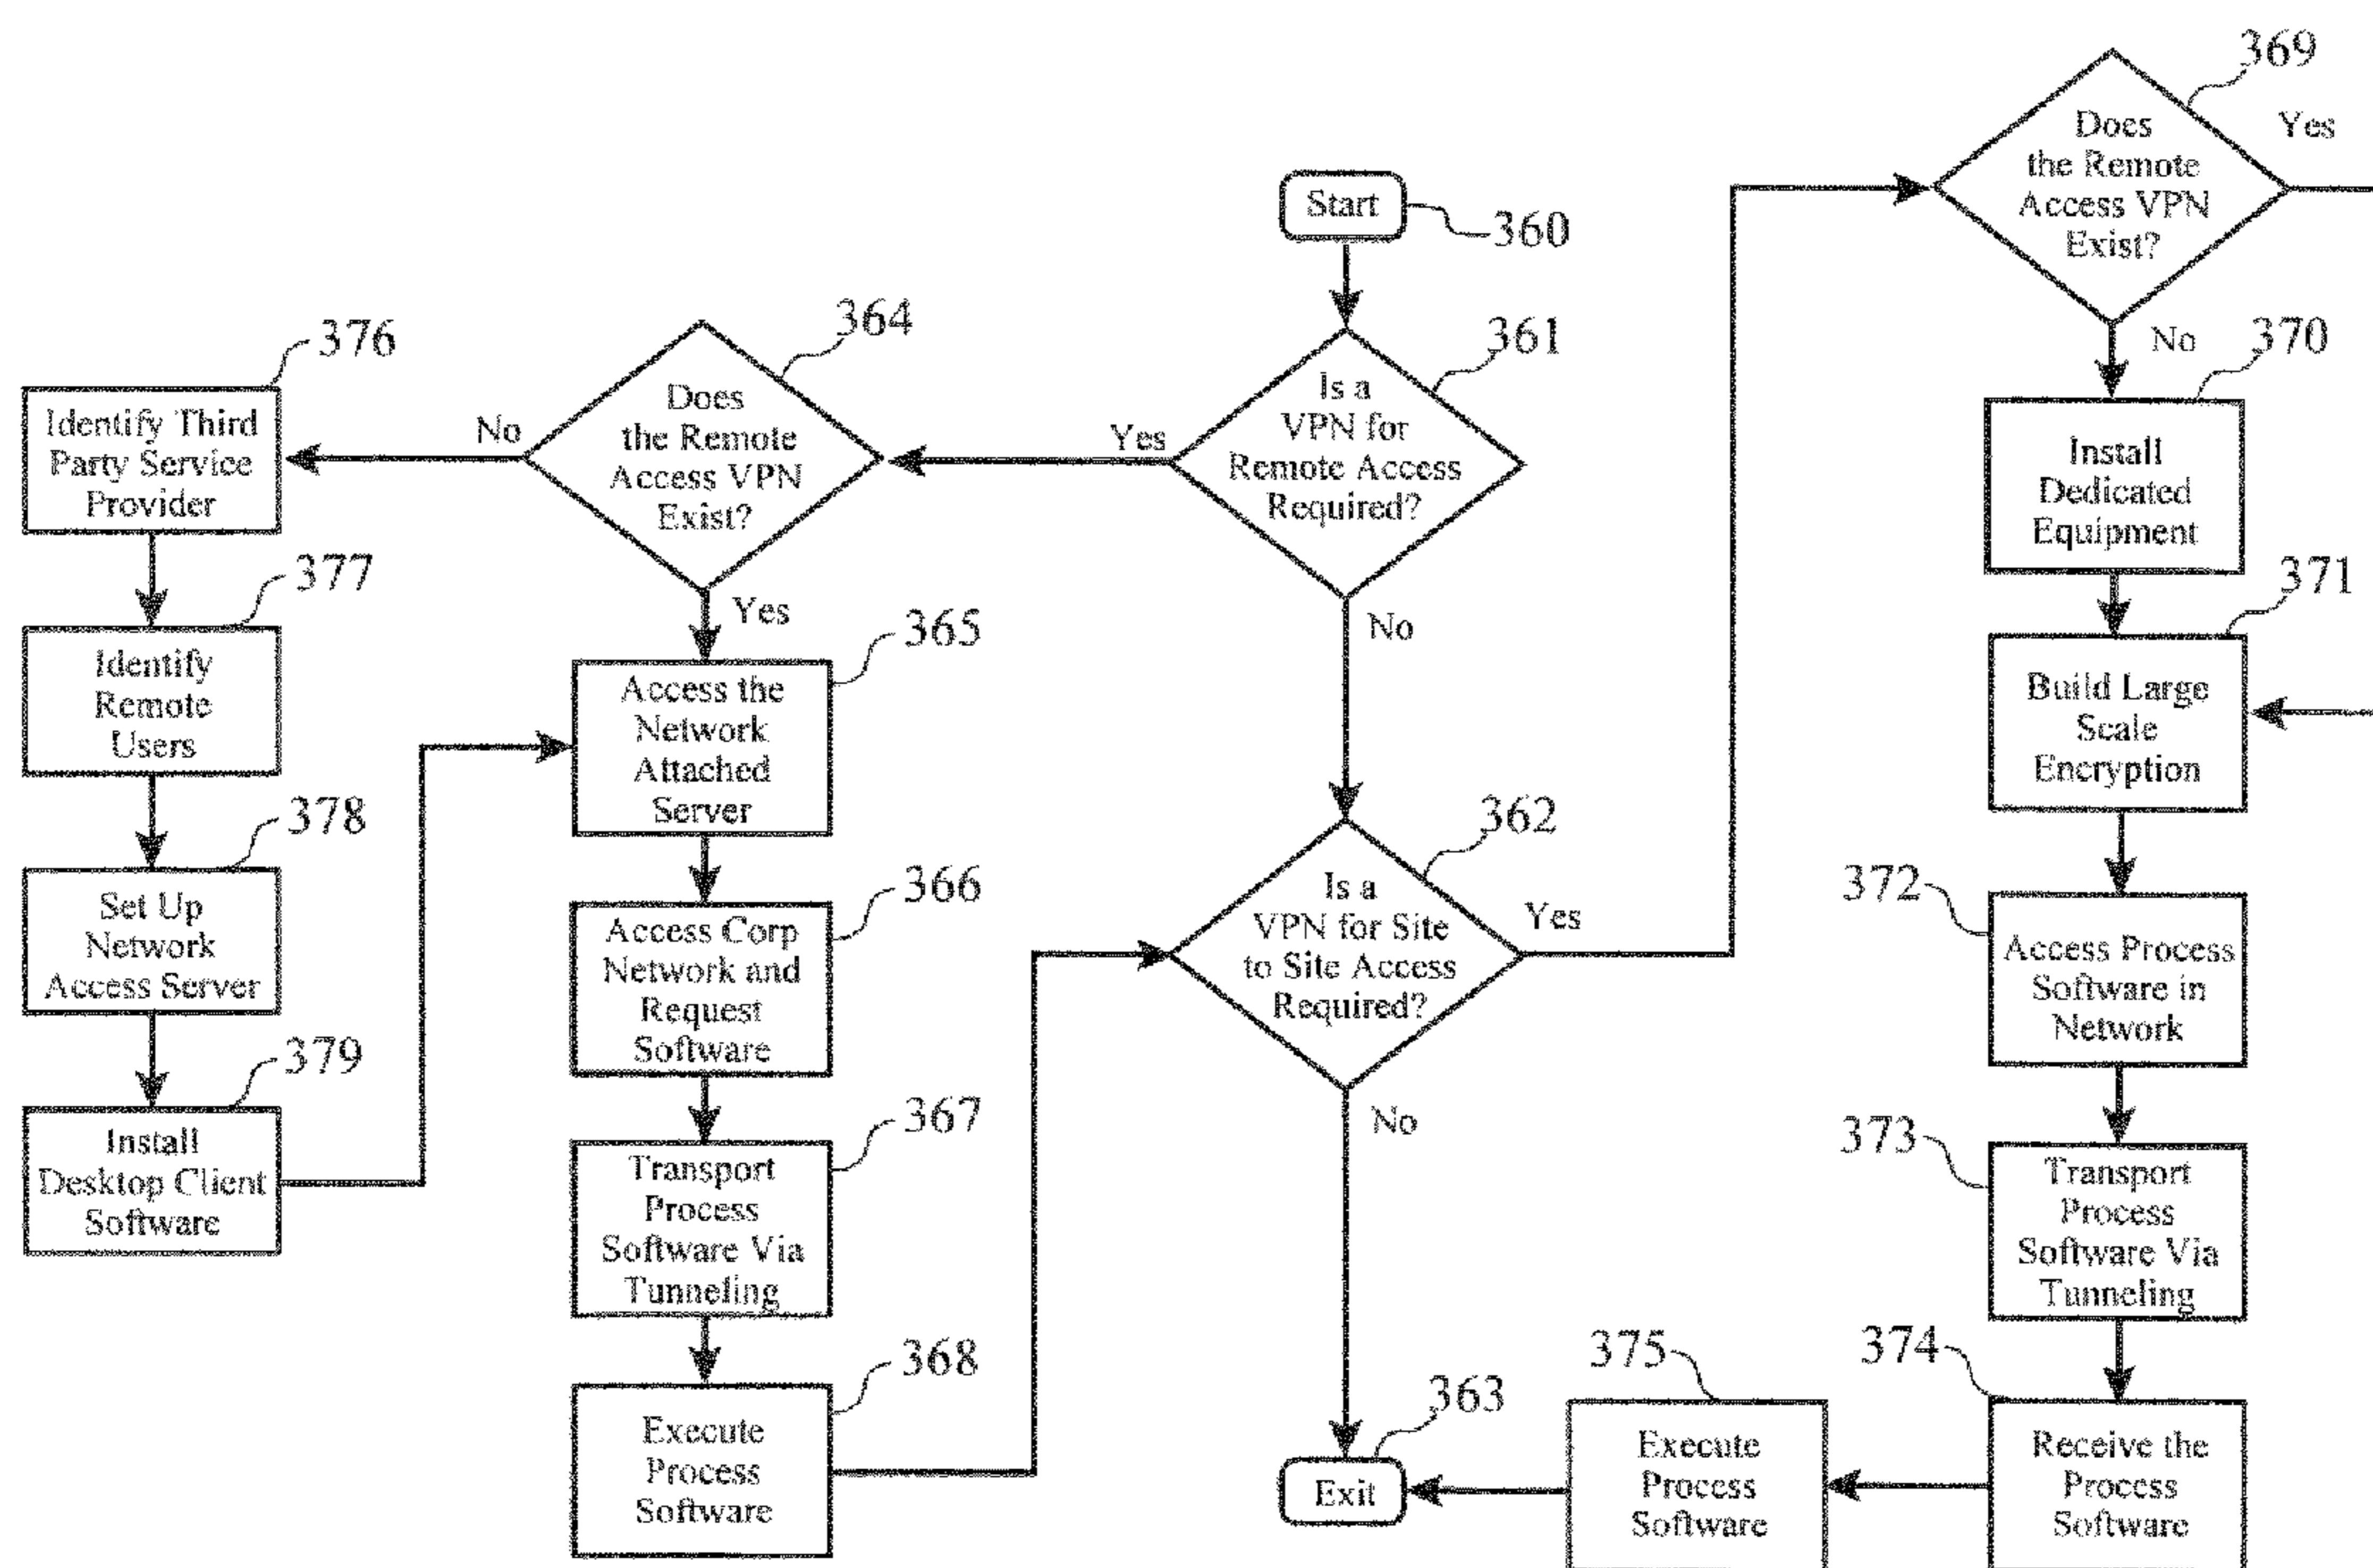 360
Start
361
Is a
VPN for
Remote Access
Required?
Yes
No
362
Is a
VPN for Site
to Site Access
Required?
Yes
No
363
Exit
364
Does
the Remote
Access VPN
Exist?
No
Yes
376
Identify Third
Party Service
Provider
377
Identify
Remote
Users
378
Set Up
Network
Access Server
379
Install
Desktop Client
Software
365
Access the
Network
Attached
Server
366
Access Corp
Network and
Request
Software
367
Transport
Process
Software Via
Tunneling
368
Execute
Process
Software
369
Does
the Remote
Access VPN
Exist?
Yes
No
370
Install
Dedicated
Equipment
371
Build Large
Scale
Encryption
372
Access Process
Software in
Network
373
Transport
Process
Software Via
Tunneling
374
Receive the
Process
Software
375
Execute
Process
Software